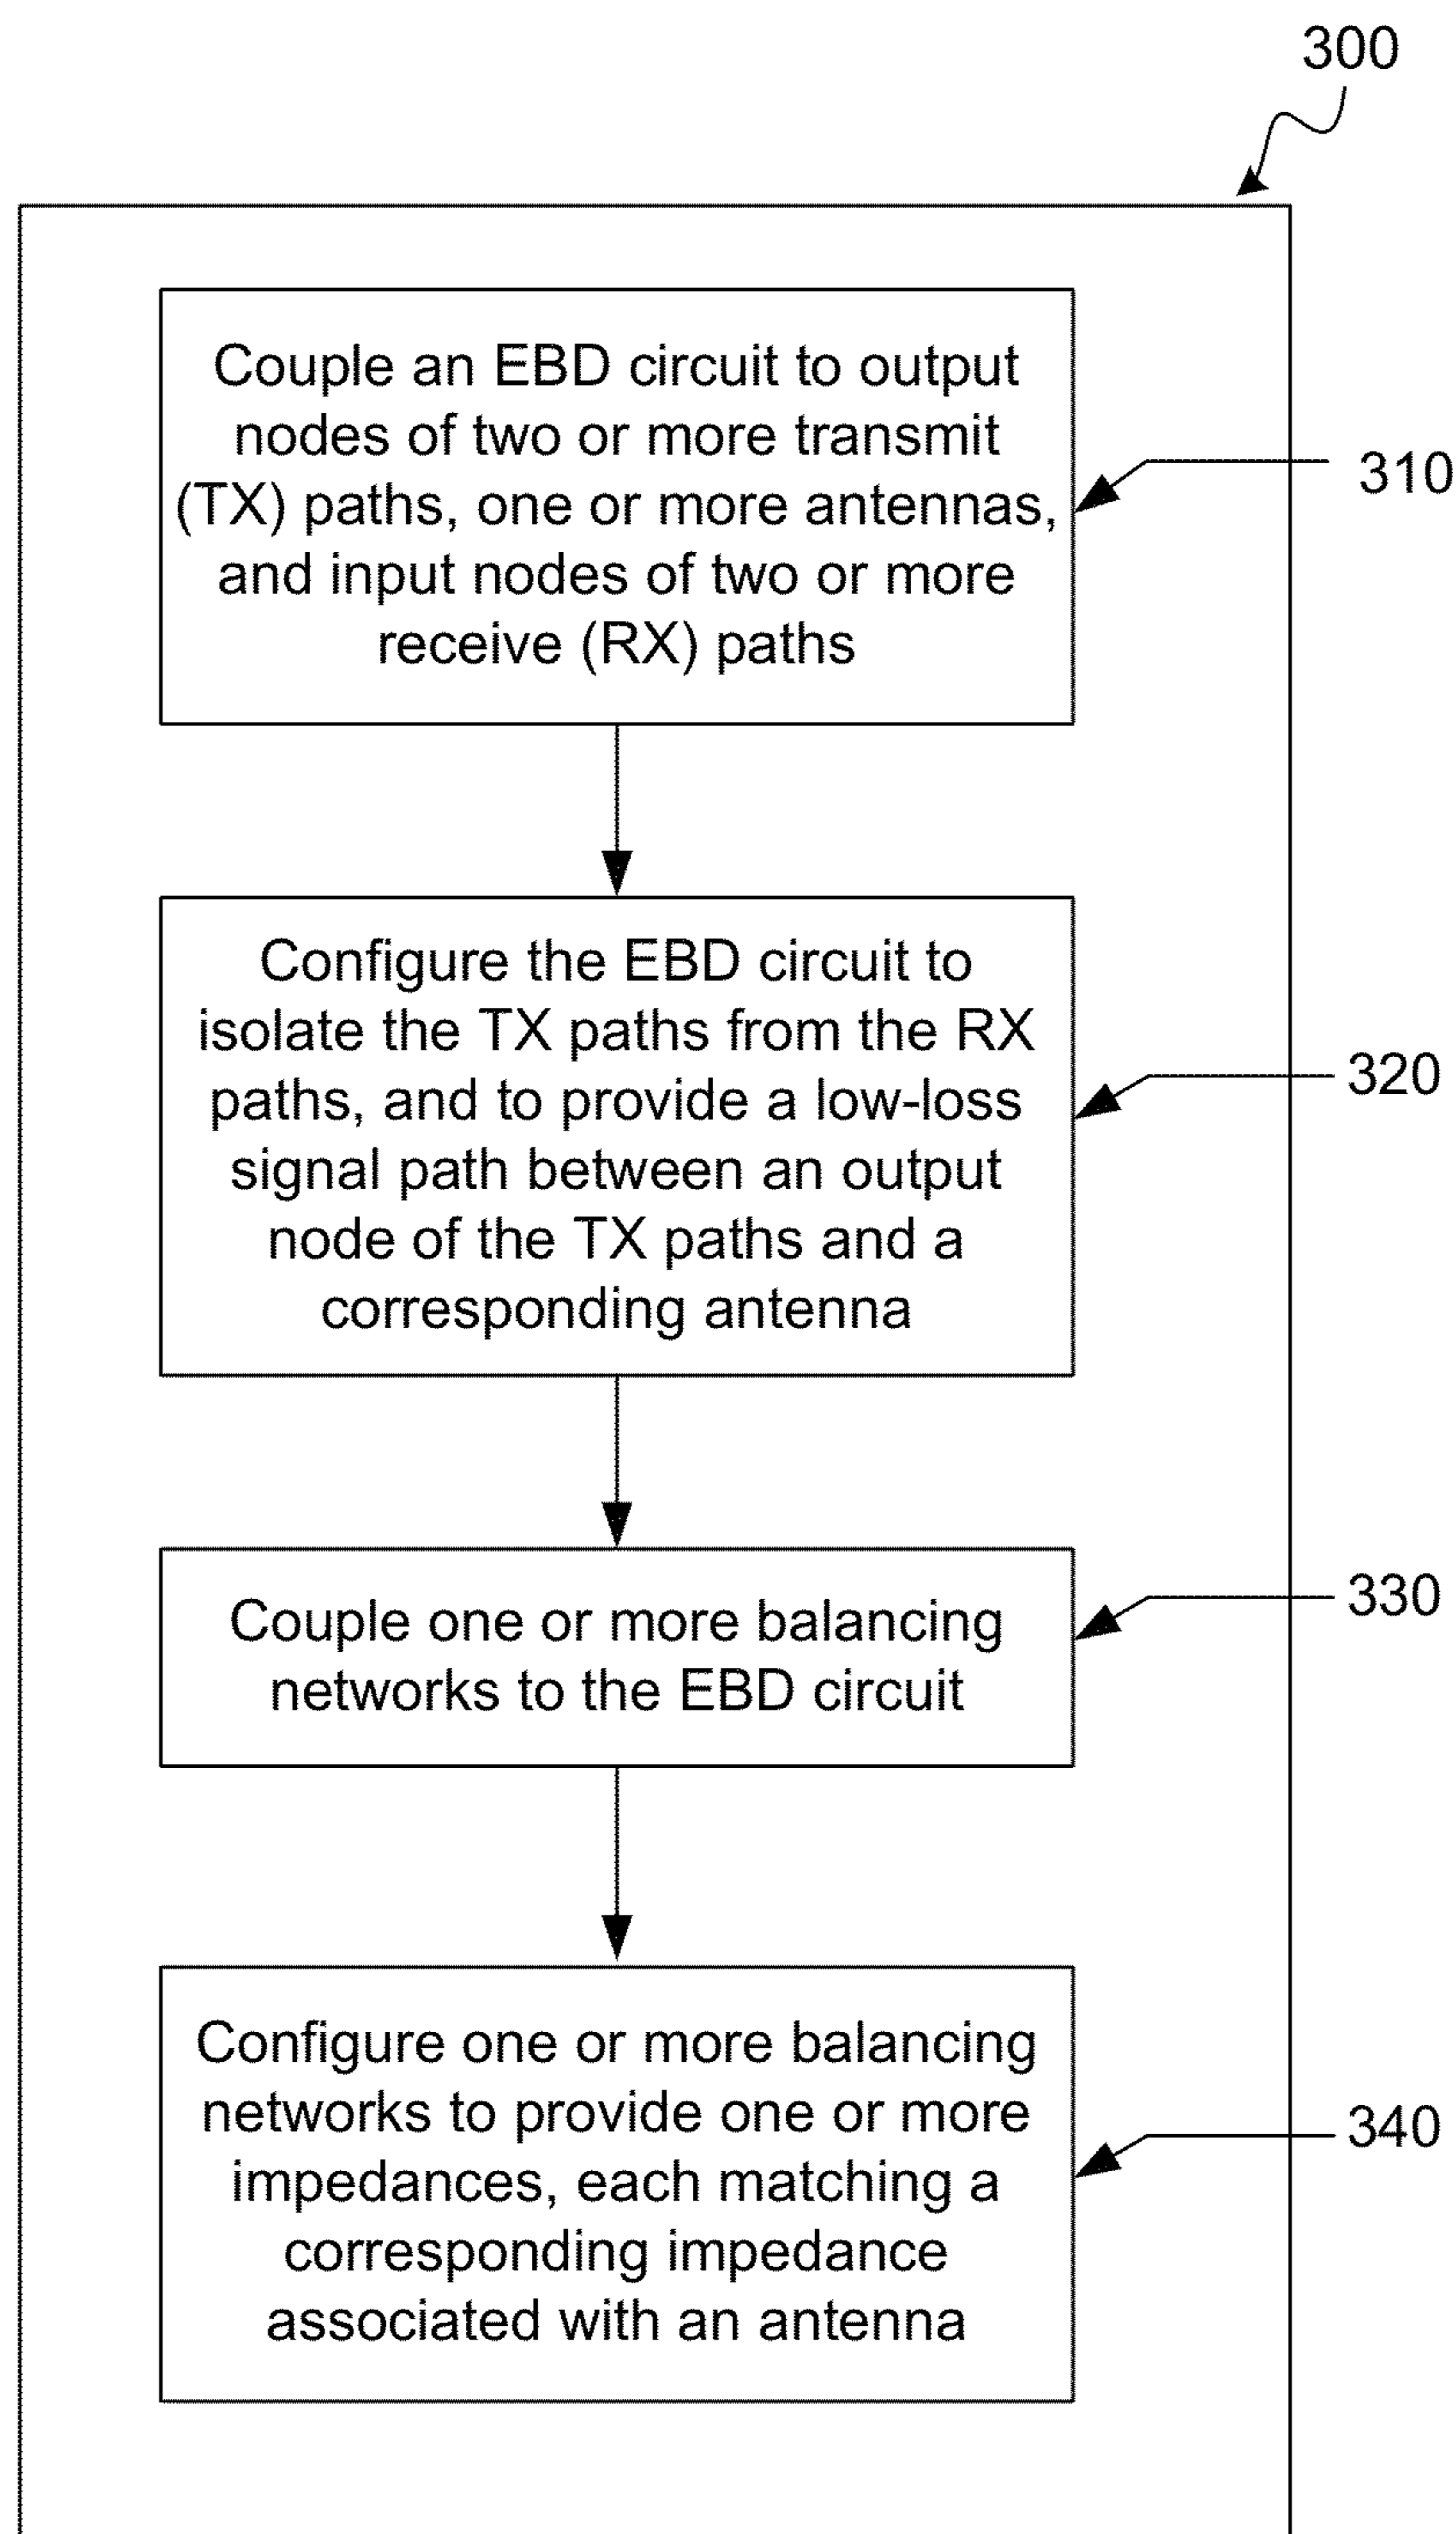 300
Couple an EBD circuit to output
nodes of two or more transmit
(TX) paths, one or more antennas,
and input nodes of two or more
receive (RX) paths
310
Configure the EBD circuit to
isolate the TX paths from the RX
paths, and to provide a low-loss
signal path between an output
node of the TX paths and a
corresponding antenna
320
Couple one or more balancing
networks to the EBD circuit
330
Configure one or more balancing
networks to provide one or more
impedances, each matching a
corresponding impedance
associated with an antenna
340